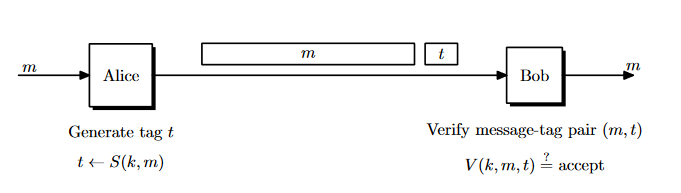 m
Alice
m
t
Bob
m
Generate tag t
t ← S(k, m)
Verify message-tag pair (m, t)
V(k, m, t) ≟ accept